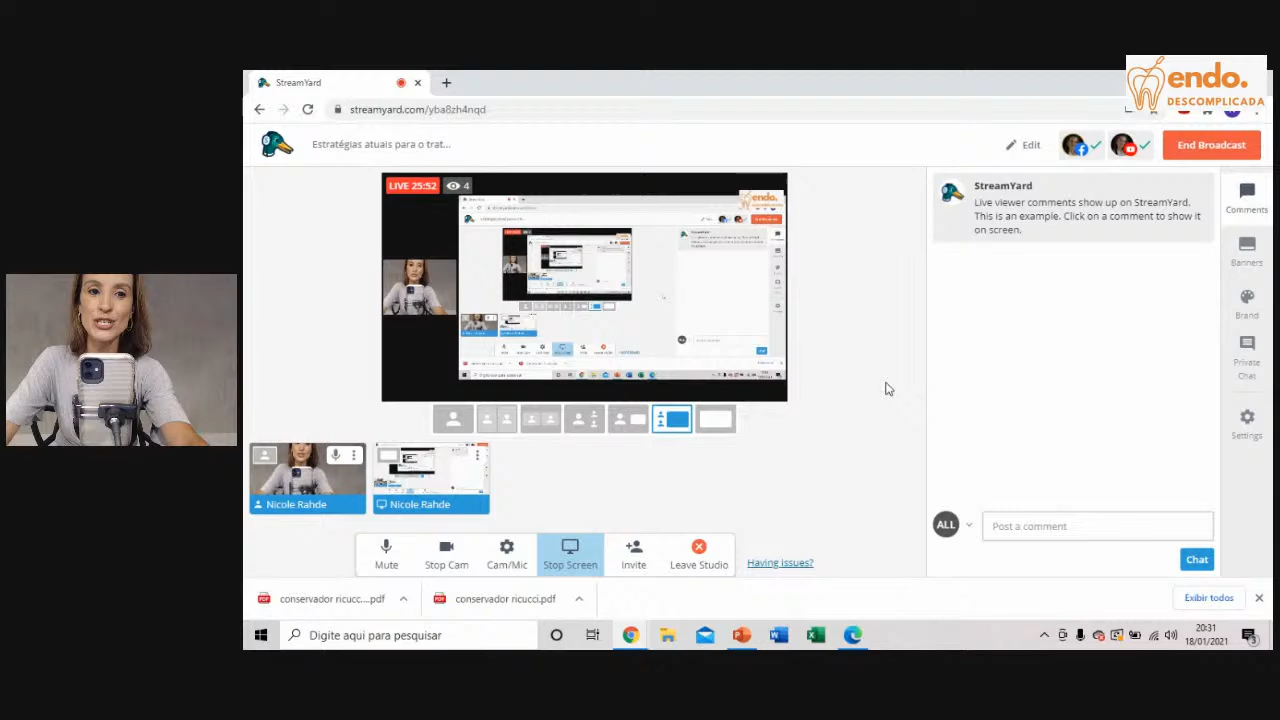 StreamYard
endo.
DESCOMPLICADA
streamyard.com/yba8zh4nqd
Estratégias atuais para o trat...
Edit
End Broadcast
LIVE 25:52
4
StreamYard
Live viewer comments show up on StreamYard.
This is an example. Click on a comment to show it
on screen.
Comments
Banners
Brand
Private
Chat
Settings
Nicole Rahde
Nicole Rahde
ALL
Post a comment
Chat
Mute
Stop Cam
Cam/Mic
Stop Screen
Invite
Leave Studio
Having issues?
conservador ricucc....pdf
conservador ricucci.pdf
Exibir todos
Digite aqui para pesquisar
20:31
18/01/2021
3